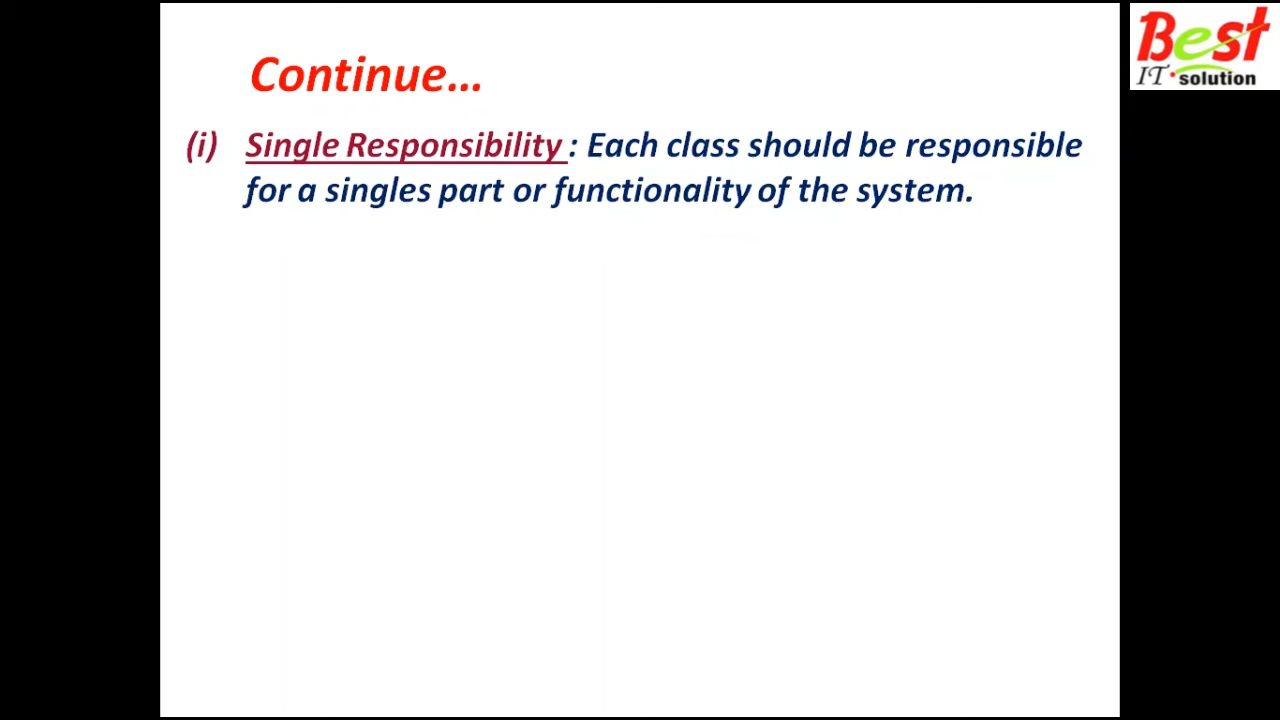 Continue...
(i) Single Responsibility : Each class should be responsible
for a singles part or functionality of the system.
Best
IT solution